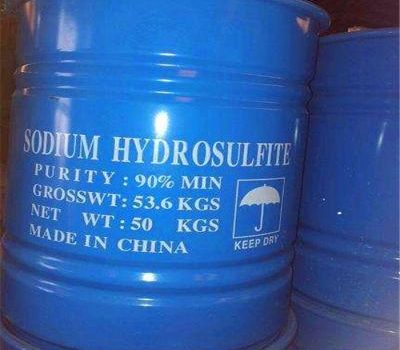 SODIUM HYDROSULFITE
PURITY : 90% MIN
GROSSWT: 53.6 KGS
NET WT: 50 KGS
MADE IN CHINA
KEEP DRY